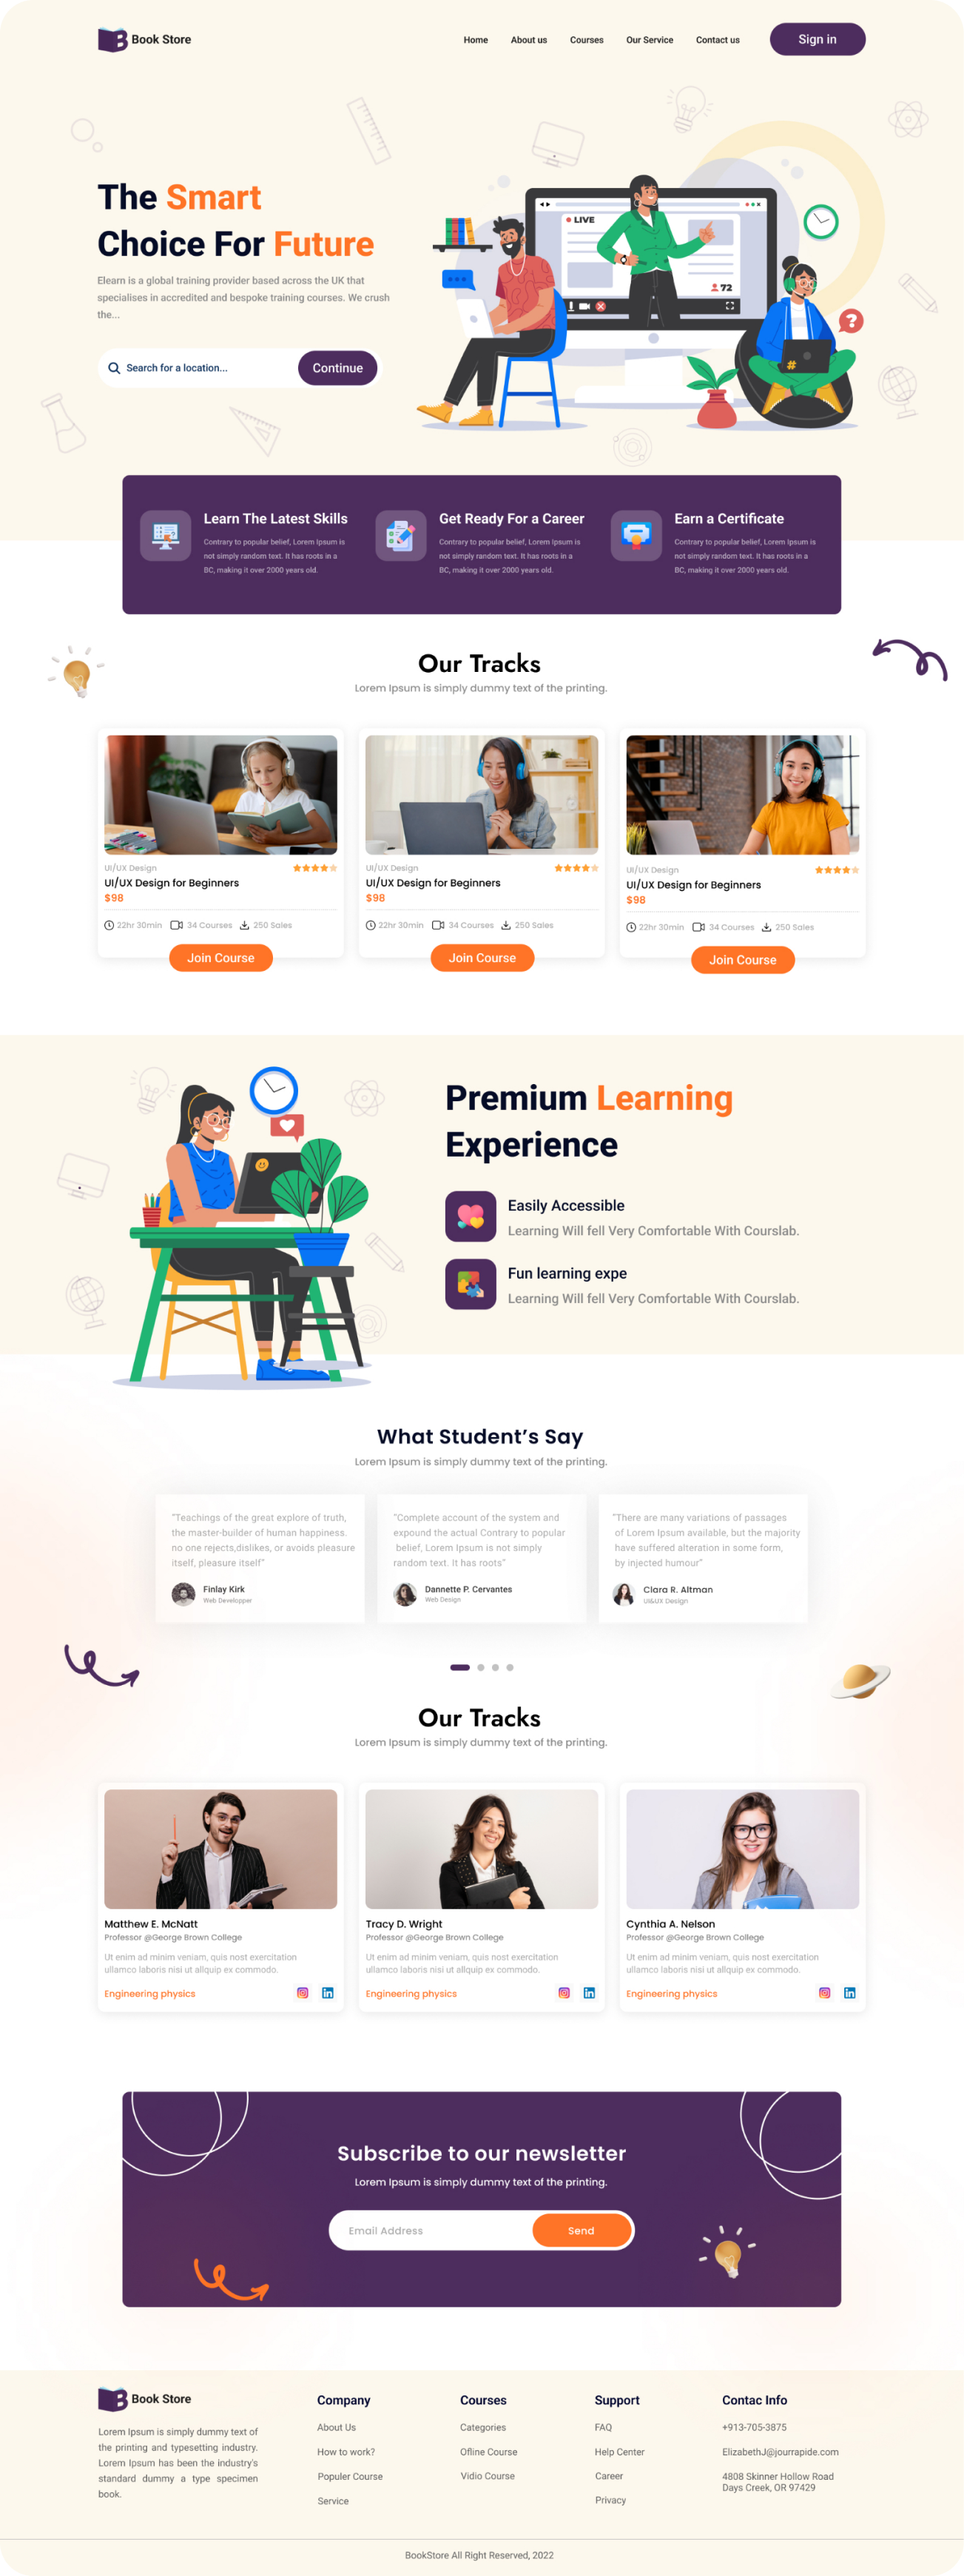 Book Store
Home About us Courses Our Service Contact us Sign in
The Smart
Choice For Future
Elearn is a global training provider based across the UK that
specialises in accredited and bespoke training courses. We crush
the...
Search for a location... Continue
LIVE
72
?
#
Learn The Latest Skills
Contrary to popular belief, Lorem Ipsum is
not simply random text. It has roots in a
BC, making it over 2000 years old.
Get Ready For a Career
Contrary to popular belief, Lorem Ipsum is
not simply random text. It has roots in a
BC, making it over 2000 years old.
Earn a Certificate
Contrary to popular belief, Lorem Ipsum is
not simply random text. It has roots in a
BC, making it over 2000 years old.
Our Tracks
Lorem Ipsum is simply dummy text of the printing.
UI/UX Design
UI/UX Design for Beginners
$98
22hr 30min 34 Courses 250 Sales
Join Course
UI/UX Design
UI/UX Design for Beginners
$98
22hr 30min 34 Courses 250 Sales
Join Course
UI/UX Design
UI/UX Design for Beginners
$98
22hr 30min 34 Courses 250 Sales
Join Course
Premium Learning
Experience
Easily Accessible
Learning Will fell Very Comfortable With Courslab.
Fun learning expe
Learning Will fell Very Comfortable With Courslab.
What Student's Say
Lorem Ipsum is simply dummy text of the printing.
"Teachings of the great explore of truth,
the master-builder of human happiness.
no one rejects,dislikes, or avoids pleasure
itself, pleasure itself"
Finlay Kirk
Web Developper
"Complete account of the system and
expound the actual Contrary to popular
belief, Lorem Ipsum is not simply
random text. It has roots"
Dannette P. Cervantes
Web Design
"There are many variations of passages
of Lorem Ipsum available, but the majority
have suffered alteration in some form,
by injected humour"
Clara R. Altman
UI&UX Design
Our Tracks
Lorem Ipsum is simply dummy text of the printing.
Matthew E. McNatt
Professor @George Brown College
Ut enim ad minim veniam, quis nost exercitation
ullamco laboris nisi ut allquip ex commodo.
Engineering physics
in
Tracy D. Wright
Professor @George Brown College
Ut enim ad minim veniam, quis nost exercitation
ullamco laboris nisi ut allquip ex commodo.
Engineering physics
in
Cynthia A. Nelson
Professor @George Brown College
Ut enim ad minim veniam, quis nost exercitation
ullamco laboris nisi ut allquip ex commodo.
Engineering physics
in
Subscribe to our newsletter
Lorem Ipsum is simply dummy text of the printing.
Email Address Send
Book Store
Lorem Ipsum is simply dummy text of
the printing and typesetting industry.
Lorem Ipsum has been the industry's
standard dummy a type specimen
book.
Company
About Us
How to work?
Populer Course
Service
Courses
Categories
Ofline Course
Vidio Course
Support
FAQ
Help Center
Career
Privacy
Contac Info
+913-705-3875
ElizabethJ@jourrapide.com
4808 Skinner Hollow Road
Days Creek, OR 97429
BookStore All Right Reserved, 2022